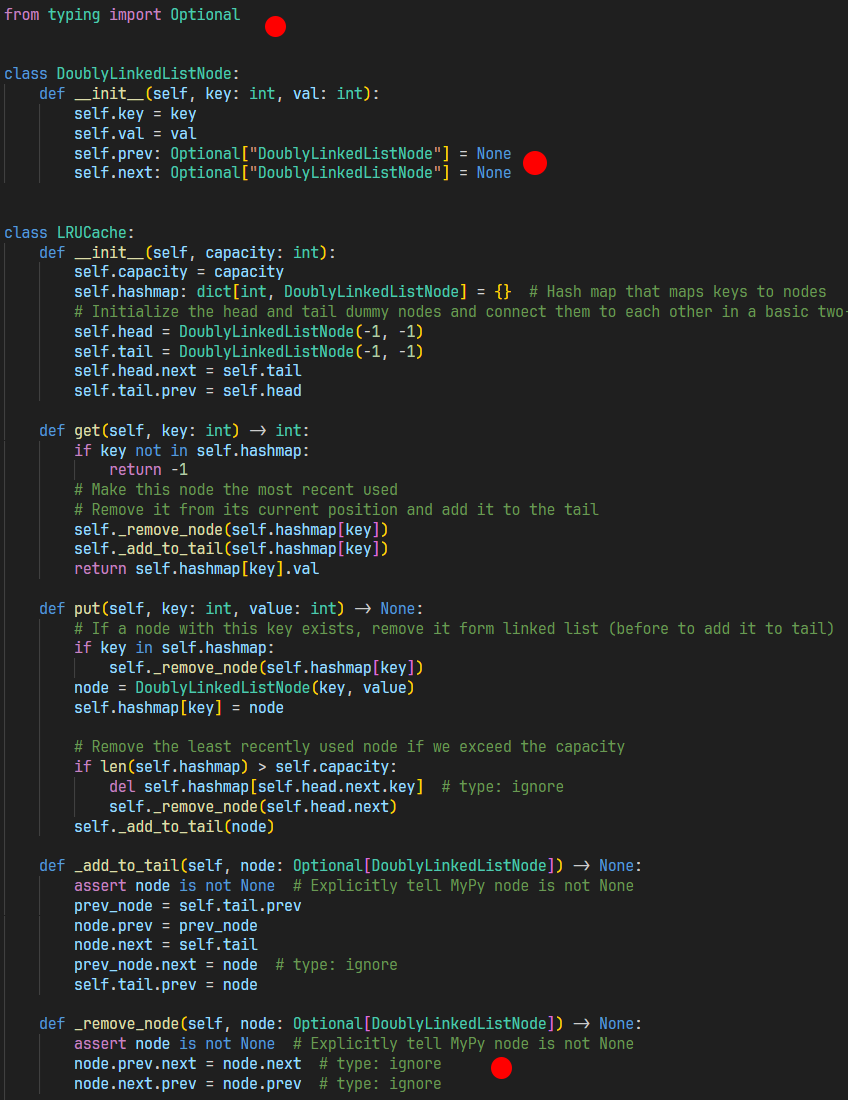 from typing import Optional
class DoublyLinkedListNode:
def __init__(self, key: int, val: int):
self.key = key
self.val = val
self.prev: Optional["DoublyLinkedListNode"] = None
self.next: Optional["DoublyLinkedListNode"] = None
class LRUCache:
def __init__(self, capacity: int):
self.capacity = capacity
self.hashmap: dict[int, DoublyLinkedListNode] = {}  # Hash map that maps keys to nodes
# Initialize the head and tail dummy nodes and connect them to each other in a basic two-
self.head = DoublyLinkedListNode(-1, -1)
self.tail = DoublyLinkedListNode(-1, -1)
self.head.next = self.tail
self.tail.prev = self.head
def get(self, key: int) -> int:
if key not in self.hashmap:
return -1
# Make this node the most recent used
# Remove it from its current position and add it to the tail
self._remove_node(self.hashmap[key])
self._add_to_tail(self.hashmap[key])
return self.hashmap[key].val
def put(self, key: int, value: int) -> None:
# If a node with this key exists, remove it form linked list (before to add it to tail)
if key in self.hashmap:
self._remove_node(self.hashmap[key])
node = DoublyLinkedListNode(key, value)
self.hashmap[key] = node
# Remove the least recently used node if we exceed the capacity
if len(self.hashmap) > self.capacity:
del self.hashmap[self.head.next.key]  # type: ignore
self._remove_node(self.head.next)
self._add_to_tail(node)
def _add_to_tail(self, node: Optional[DoublyLinkedListNode]) -> None:
assert node is not None  # Explicitly tell MyPy node is not None
prev_node = self.tail.prev
node.prev = prev_node
node.next = self.tail
prev_node.next = node  # type: ignore
self.tail.prev = node
def _remove_node(self, node: Optional[DoublyLinkedListNode]) -> None:
assert node is not None  # Explicitly tell MyPy node is not None
node.prev.next = node.next  # type: ignore
node.next.prev = node.prev  # type: ignore